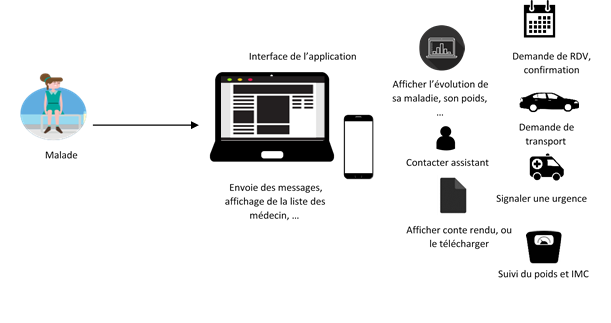 Interface de l'application
Malade
Envoie des messages,
affichage de la liste des
médecin, ...
Afficher l'évolution de
sa maladie, son poids,
...
Contacter assistant
Afficher conte rendu, ou
le télécharger
Demande de RDV,
confirmation
Demande de
transport
Signaler une urgence
Suivi du poids et IMC